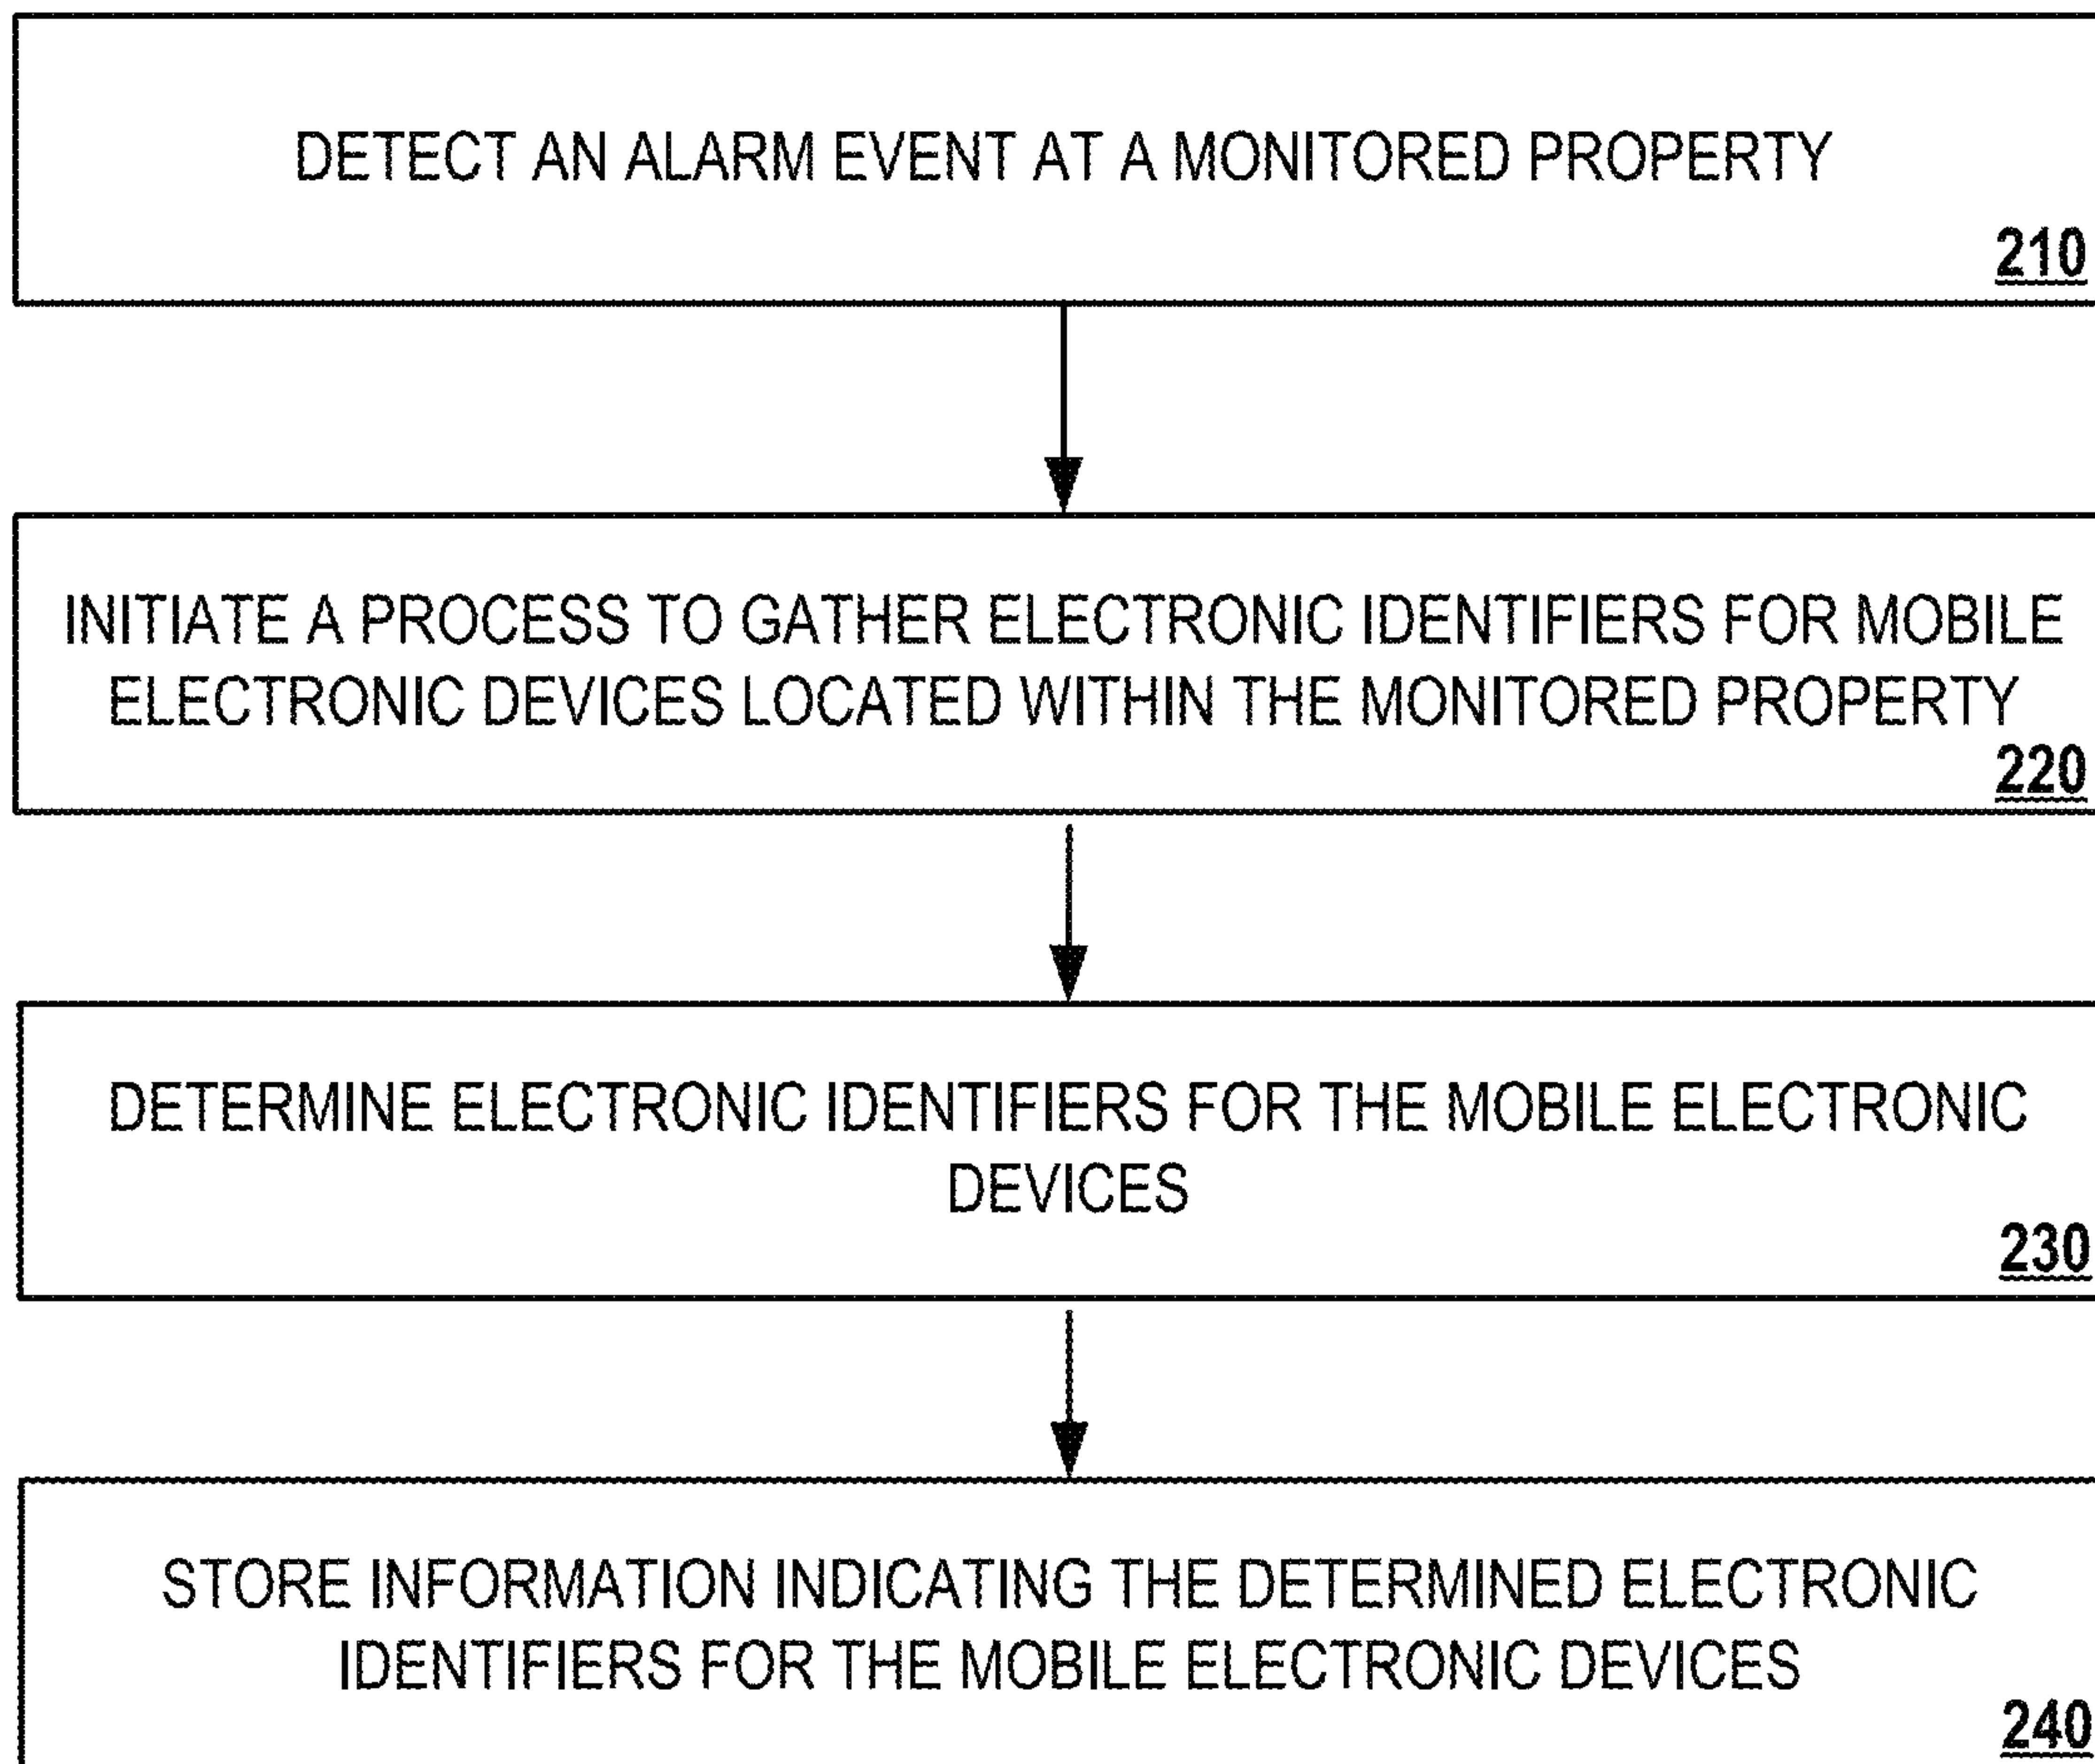 DETECT AN ALARM EVENT AT A MONITORED PROPERTY
210
INITIATE A PROCESS TO GATHER ELECTRONIC IDENTIFIERS FOR MOBILE
ELECTRONIC DEVICES LOCATED WITHIN THE MONITORED PROPERTY
220
DETERMINE ELECTRONIC IDENTIFIERS FOR THE MOBILE ELECTRONIC
DEVICES
230
STORE INFORMATION INDICATING THE DETERMINED ELECTRONIC
IDENTIFIERS FOR THE MOBILE ELECTRONIC DEVICES
240